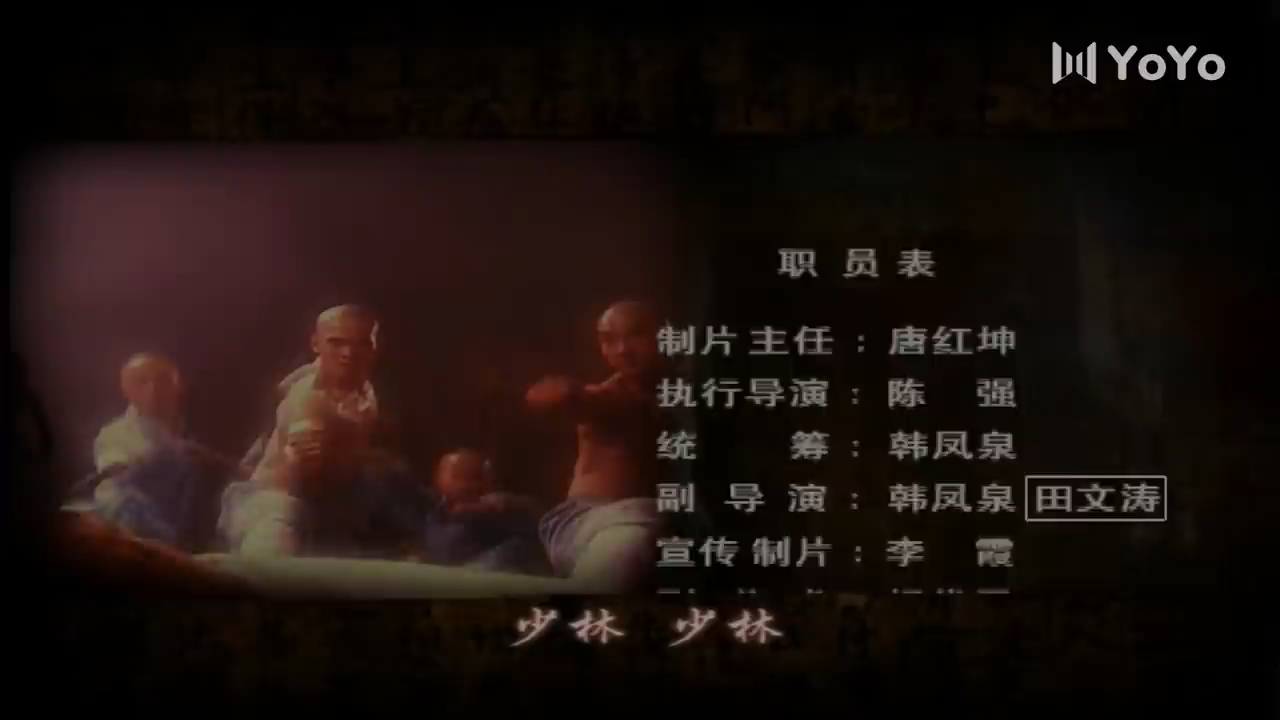 YoYo
职员表
制片主任：唐红坤
执行导演：陈 强
统 筹：韩凤泉
副导演：韩凤泉 田文涛
宣传制片：李 霞
少林 少林